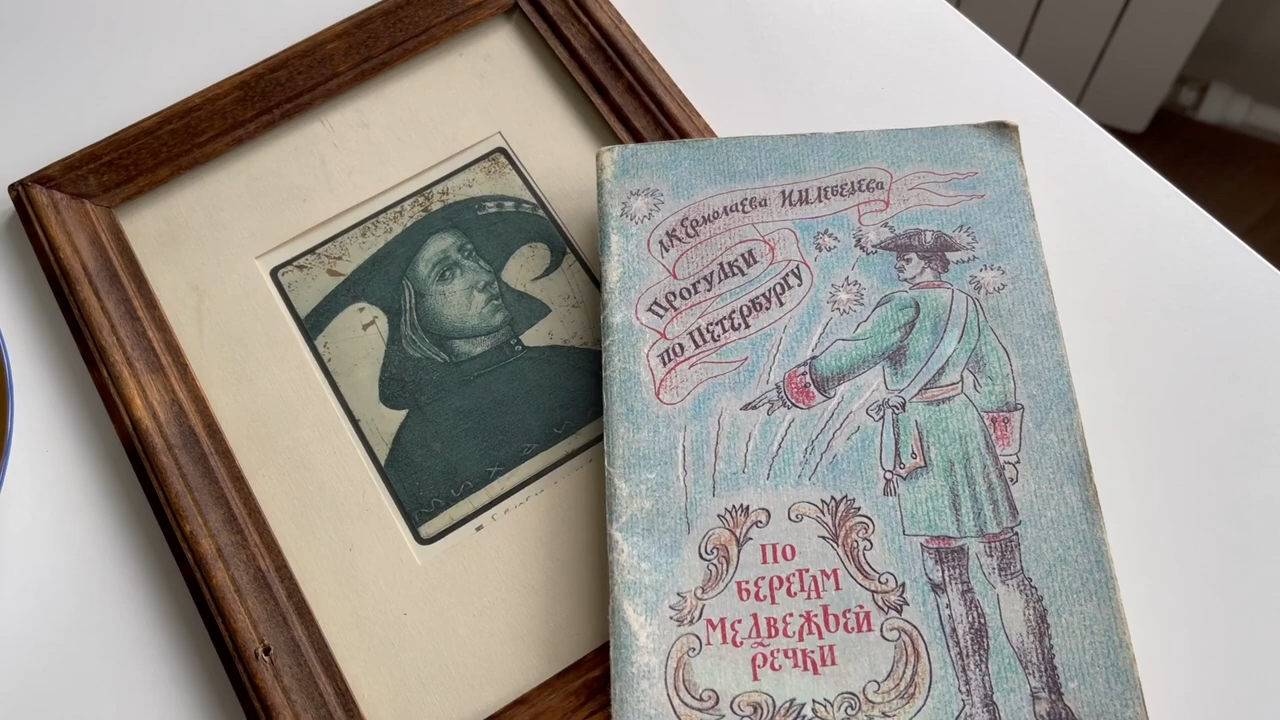 Л.К.Ермолаева И.М.Лебедева
Прогулки
по Петербургу
По
берегам
Медвежьей
речки